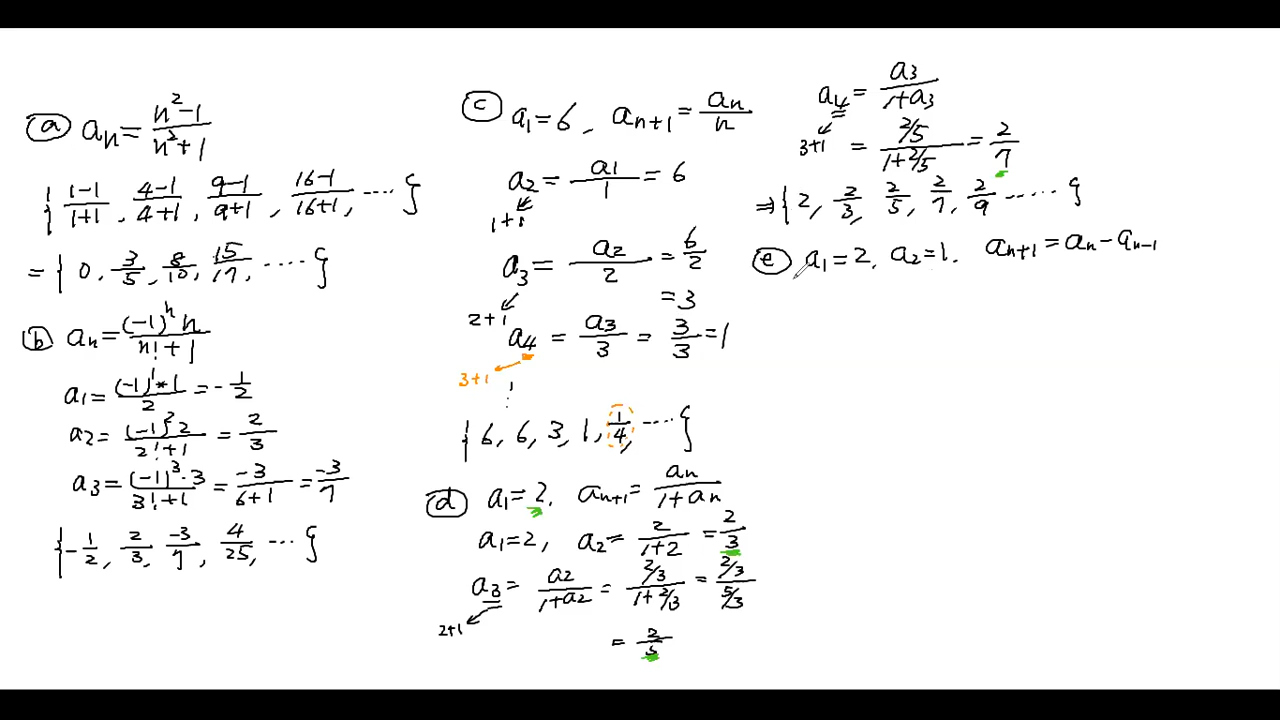 ⓐ aₙ = (n²-1)/(n²+1)
{ (1-1)/(1+1), (4-1)/(4+1), (9-1)/(9+1), (16-1)/(16+1), .... }
= { 0, 3/5, 8/10, 15/17, .... }
ⓑ aₙ = (-1)ⁿ n/(n!+1)
a₁ = (-1)¹*1/2 = -1/2
a₂ = (-1)² 2/(2!+1) = 2/3
a₃ = (-1)³·3/(3!+1) = -3/(6+1) = -3/7
{ -1/2, 2/3, -3/7, 4/25, ... }
ⓒ a₁=6, aₙ₊₁ = aₙ/n
a₂ = a₁/1 = 6
1+1
a₃ = a₂/2 = 6/2
= 3
2+1
a₄ = a₃/3 = 3/3 = 1
3+1
{ 6, 6, 3, 1, 1/4, .... }
ⓓ a₁=2, aₙ₊₁ = aₙ/(1+aₙ)
a₁=2, a₂ = 2/(1+2) = 2/3
a₃ = a₂/(1+a₂) = (2/3)/(1+2/3) = (2/3)/(5/3)
2+1
= 2/5
a₄ = a₃/(1+a₃)
3+1 = (2/5)/(1+2/5) = 2/7
⇒ { 2, 2/3, 2/5, 2/7, 2/9 ...... }
ⓔ a₁=2, a₂=1, aₙ₊₁ = aₙ - aₙ₋₁